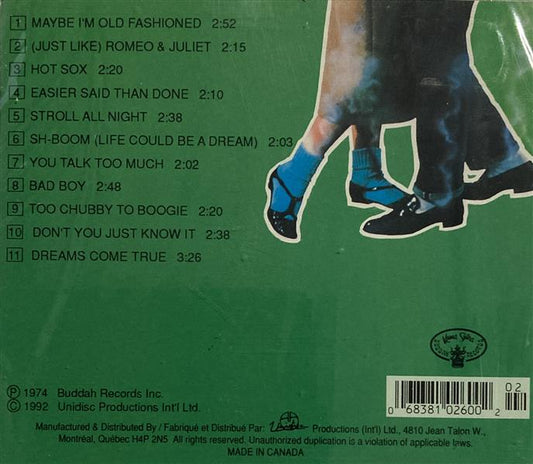 1 MAYBE I'M OLD FASHIONED 2:52
2 (JUST LIKE) ROMEO & JULIET 2:15
3 HOT SOX 2:20
4 EASIER SAID THAN DONE 2:10
5 STROLL ALL NIGHT 2:38
6 SH-BOOM (LIFE COULD BE A DREAM) 2:03
7 YOU TALK TOO MUCH 2:02
8 BAD BOY 2:48
9 TOO CHUBBY TO BOOGIE 2:20
10 DON'T YOU JUST KNOW IT 2:38
11 DREAMS COME TRUE 3:26
Kama Sutra
Ⓟ 1974 Buddah Records Inc.
Ⓒ 1992 Unidisc Productions Int'l Ltd.
02
0 68381 02600 2
Manufactured & Distributed By / Fabriqué et Distribué Par: Unidisc Productions (Int'l) Ltd., 4810 Jean Talon W.,
Montréal, Québec H4P 2N5 All rights reserved. Unauthorized duplication is a violation of applicable laws.
MADE IN CANADA